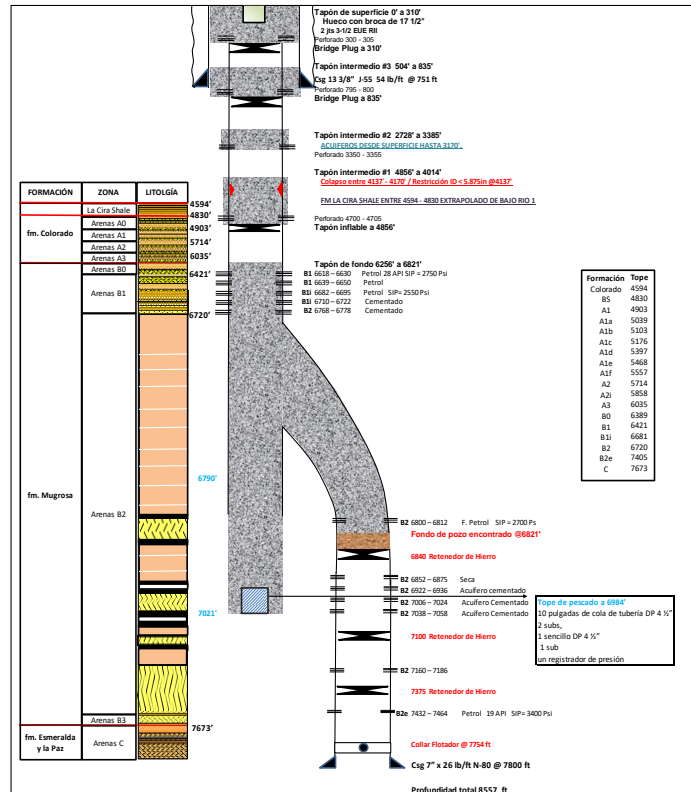 Tapón de superficie 0' a 310'
Hueco con broca de 17 1/2"
2 jts 3-1/2 EUE RII
Perforado 300 - 305
Bridge Plug a 310'
Tapón intermedio #3 504' a 835'
Csg 13 3/8" J-55 54 lb/ft @ 751 ft
Perforado 795 - 800
Bridge Plug a 835'
Tapón intermedio #2 2728' a 3385'
ACUIFEROS DESDE SUPERFICIE HASTA 3170'.
Perforado 3350 - 3355
Tapón intermedio #1 4856' a 4014'
Colapso entre 4137' - 4170' / Restricción ID < 5.875in @4137'
FM LA CIRA SHALE ENTRE 4594 - 4830 EXTRAPOLADO DE BAJO RIO 1
Perforado 4700 - 4705
Tapón inflable a 4856'
Tapón de fondo 6256' a 6821'
B1 6618 – 6630 Petrol 28 API SIP = 2750 Psi
B1 6639 – 6650 Petrol
B1i 6682 – 6695 Petrol SIP= 2550 Psi
B1i 6710 – 6722 Cementado
B2 6768 – 6778 Cementado
FORMACIÓN ZONA LITOLGÍA
La Cira Shale
fm. Colorado
Arenas A0
Arenas A1
Arenas A2
Arenas A3
Arenas B0
Arenas B1
fm. Mugrosa
Arenas B2
Arenas B3
fm. Esmeralda
y la Paz
Arenas C
4594'
4830'
4903'
5714'
6035'
6421'
6720'
6790'
7021'
7673'
B2 6800 – 6812 F. Petrol SIP = 2700 Ps
Fondo de pozo encontrado @6821'
6840 Retenedor de Hierro
B2 6852 – 6875 Seca
B2 6922 – 6936 Acuifero cementado
B2 7006 – 7024 Acuifero Cementado
B2 7038 – 7058 Acuifero Cementado
7100 Retenedor de Hierro
B2 7160 - 7186
7375 Retenedor de Hierro
B2e 7432 – 7464 Petrol 19 API SIP= 3400 Psi
Collar Flotador @ 7754 ft
Csg 7" x 26 lb/ft N-80 @ 7800 ft
Profundidad total 8557 ft
Tope de pescado a 6984'
10 pulgadas de cola de tubería DP 4 ½"
2 subs,
1 sencillo DP 4 ½"
1 sub
un registrador de presión
Formación Tope
Colorado 4594
BS 4830
A1 4903
A1a 5039
A1b 5103
A1c 5176
A1d 5397
A1e 5468
A1f 5557
A2 5714
A2i 5858
A3 6035
B0 6389
B1 6421
B1i 6681
B2 6720
B2e 7405
C 7673